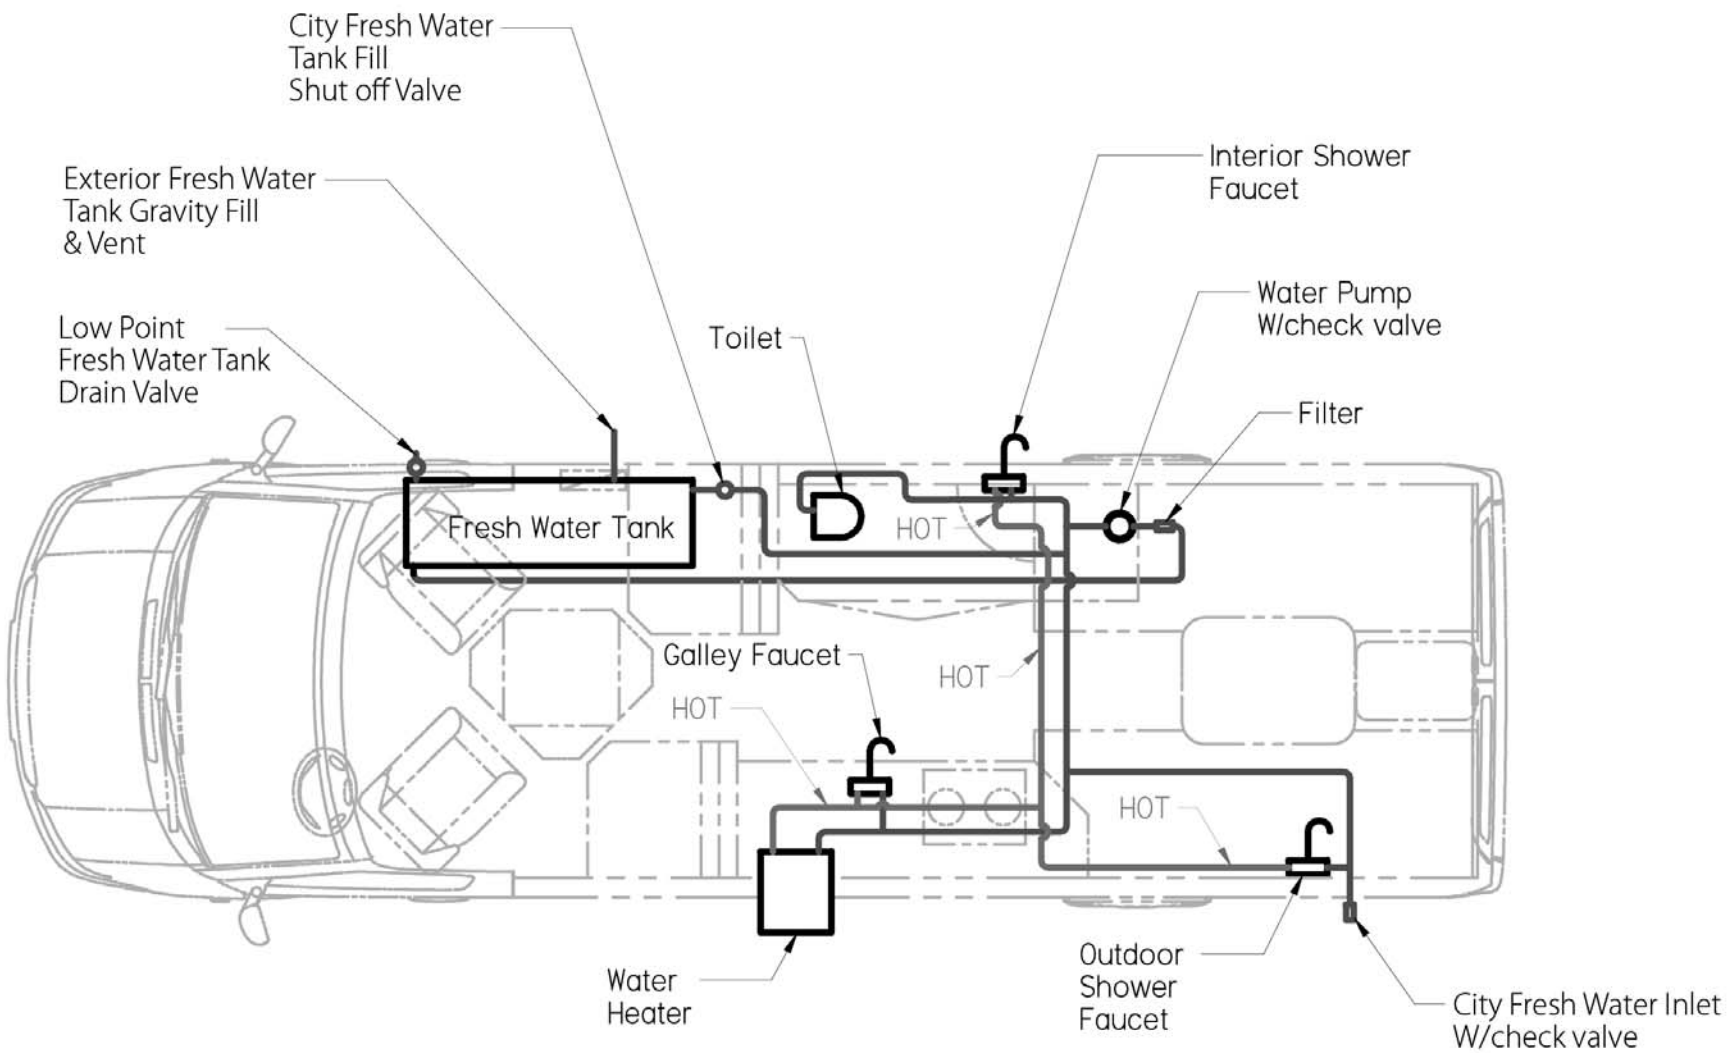 City Fresh Water
Tank Fill
Shut off Valve
Exterior Fresh Water
Tank Gravity Fill
& Vent
Interior Shower
Faucet
Low Point
Fresh Water Tank
Drain Valve
Toilet
Water Pump
W/check valve
Filter
Fresh Water Tank
HOT
Galley Faucet
HOT
HOT
HOT
Water
Heater
Outdoor
Shower
Faucet
City Fresh Water Inlet
W/check valve